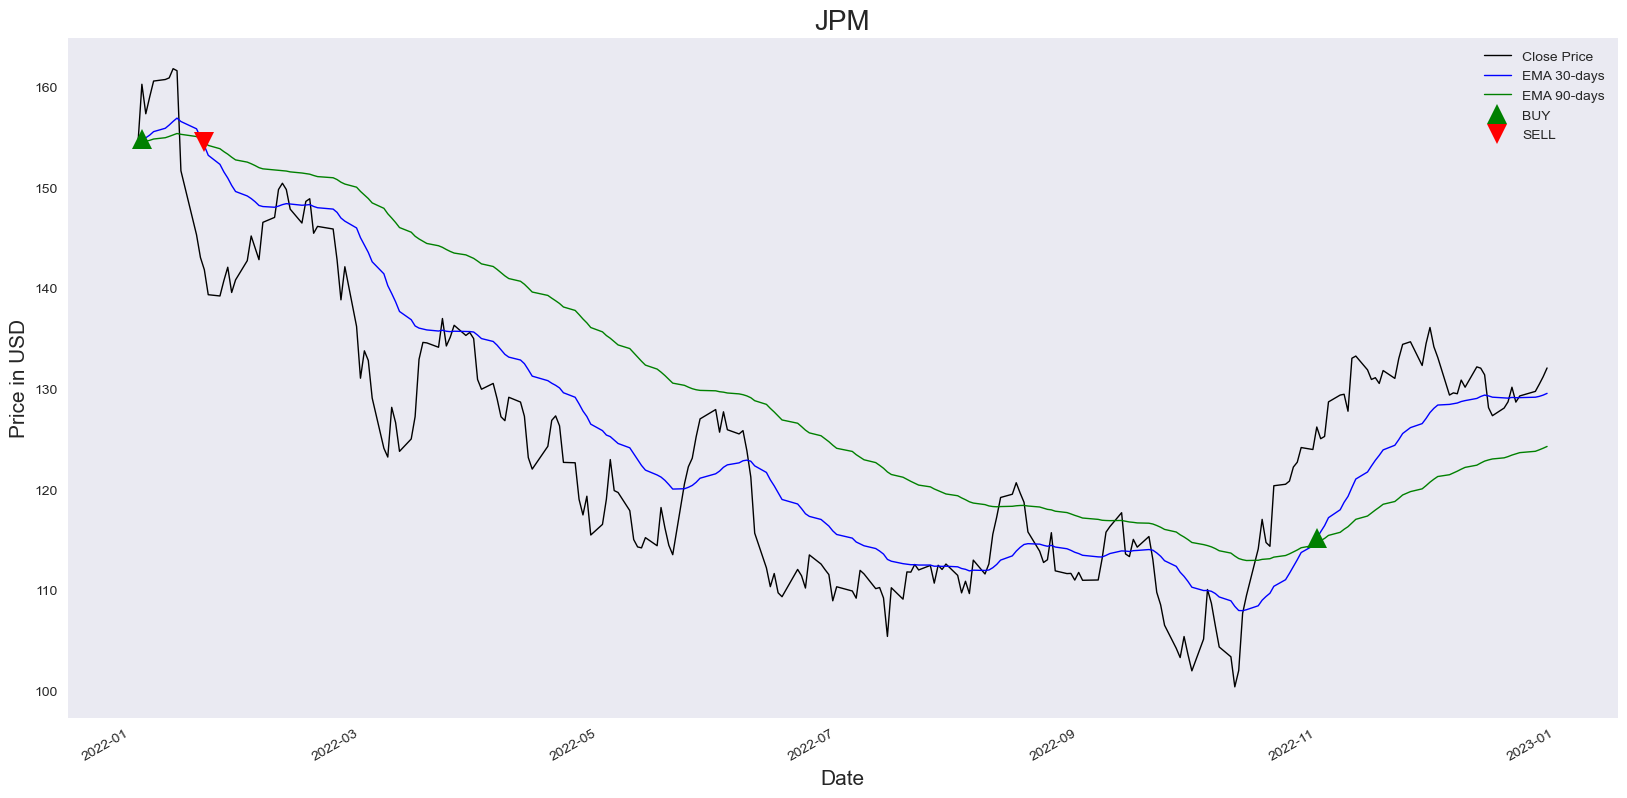 JPM
Close Price
EMA 30-days
EMA 90-days
BUY
SELL
Price in USD
160
150
140
130
120
110
100
2022-01
2022-03
2022-05
2022-07
2022-09
2022-11
2023-01
Date